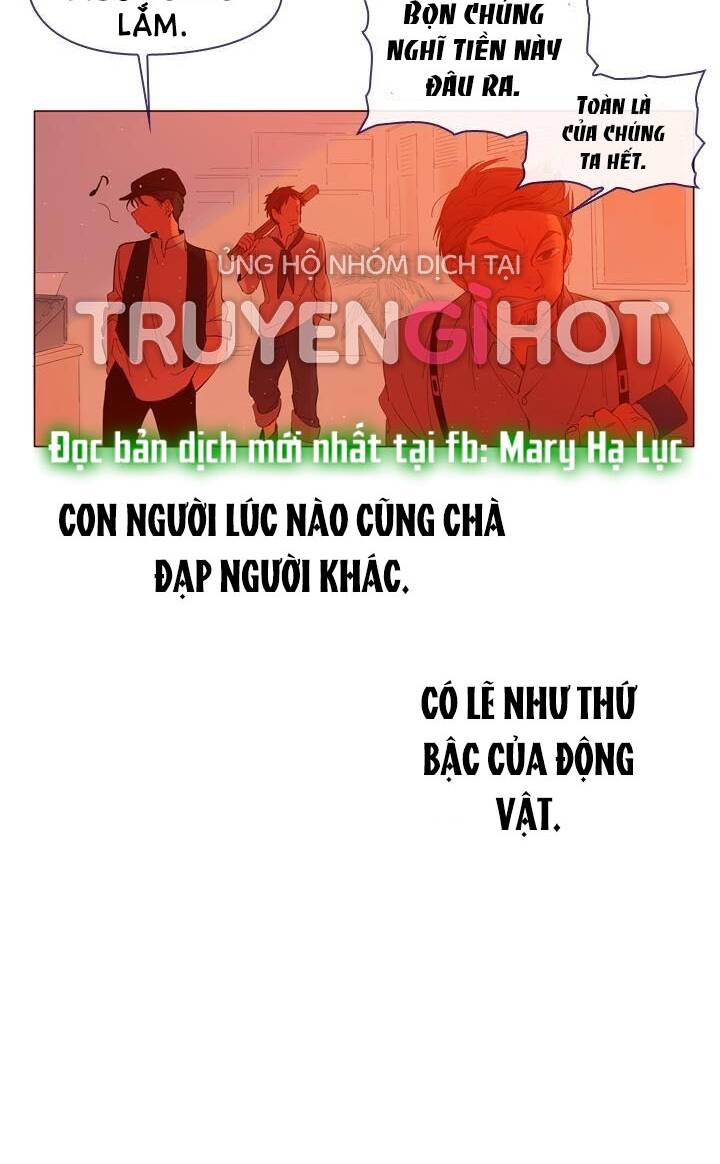 LẮM.
BỌN CHÚNG
NGHĨ TIỀN NÀY
ĐÂU RA.
TOÀN LÀ
CỦA CHÚNG
TA HẾT.
ỦNG HỘ NHÓM DỊCH TẠI
TRUYENGIHOT
Đọc bản dịch mới nhất tại fb: Mary Hạ Lục
CON NGƯỜI LÚC NÀO CŨNG CHÀ
ĐẠP NGƯỜI KHÁC.
CÓ LẼ NHƯ THỨ
BẬC CỦA ĐỘNG
VẬT.